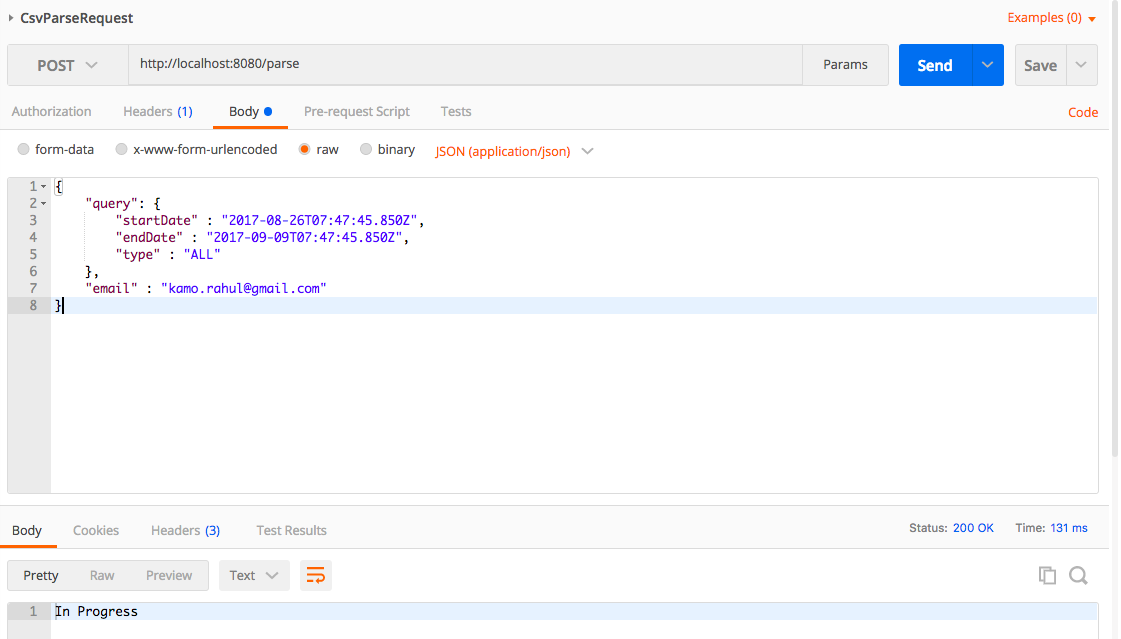 CsvParseRequest Examples (0)
POST http://localhost:8080/parse Params Send Save
Authorization Headers (1) Body Pre-request Script Tests Code
form-data x-www-form-urlencoded raw binary JSON (application/json)
1 {
2 "query": {
3 "startDate" : "2017-08-26T07:47:45.850Z",
4 "endDate" : "2017-09-09T07:47:45.850Z",
5 "type" : "ALL"
6 },
7 "email" : "kamo.rahul@gmail.com"
8 }
Body Cookies Headers (3) Test Results Status: 200 OK Time: 131 ms
Pretty Raw Preview Text
1 In Progress